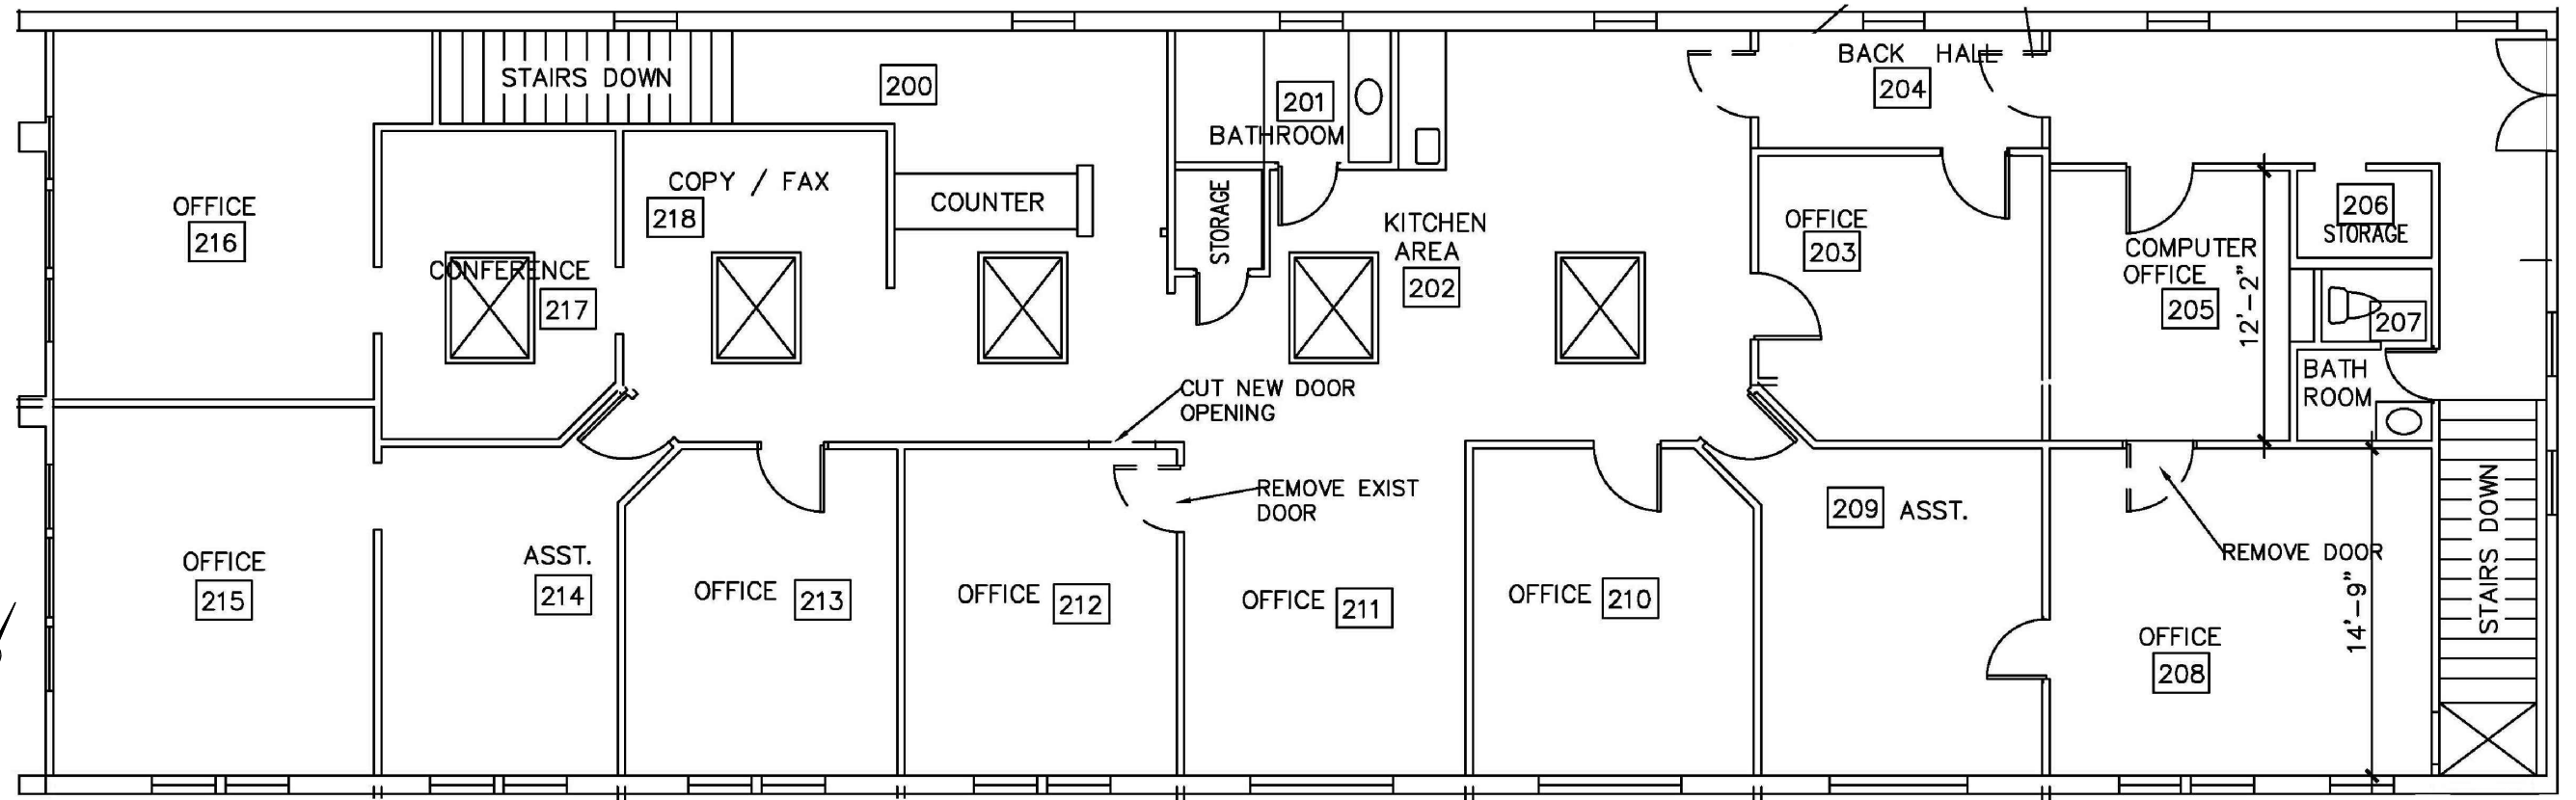 STAIRS DOWN
200
201
BATHROOM
BACK HALL
204
OFFICE
216
COPY / FAX
218
COUNTER
STORAGE
KITCHEN
AREA
202
OFFICE
203
COMPUTER
OFFICE
205
12'-2"
206
STORAGE
207
BATH
ROOM
CONFERENCE
217
CUT NEW DOOR
OPENING
REMOVE EXIST
DOOR
209 ASST.
REMOVE DOOR
STAIRS DOWN
14'-9"
OFFICE
215
ASST.
214
OFFICE 213
OFFICE 212
OFFICE 211
OFFICE 210
OFFICE
208